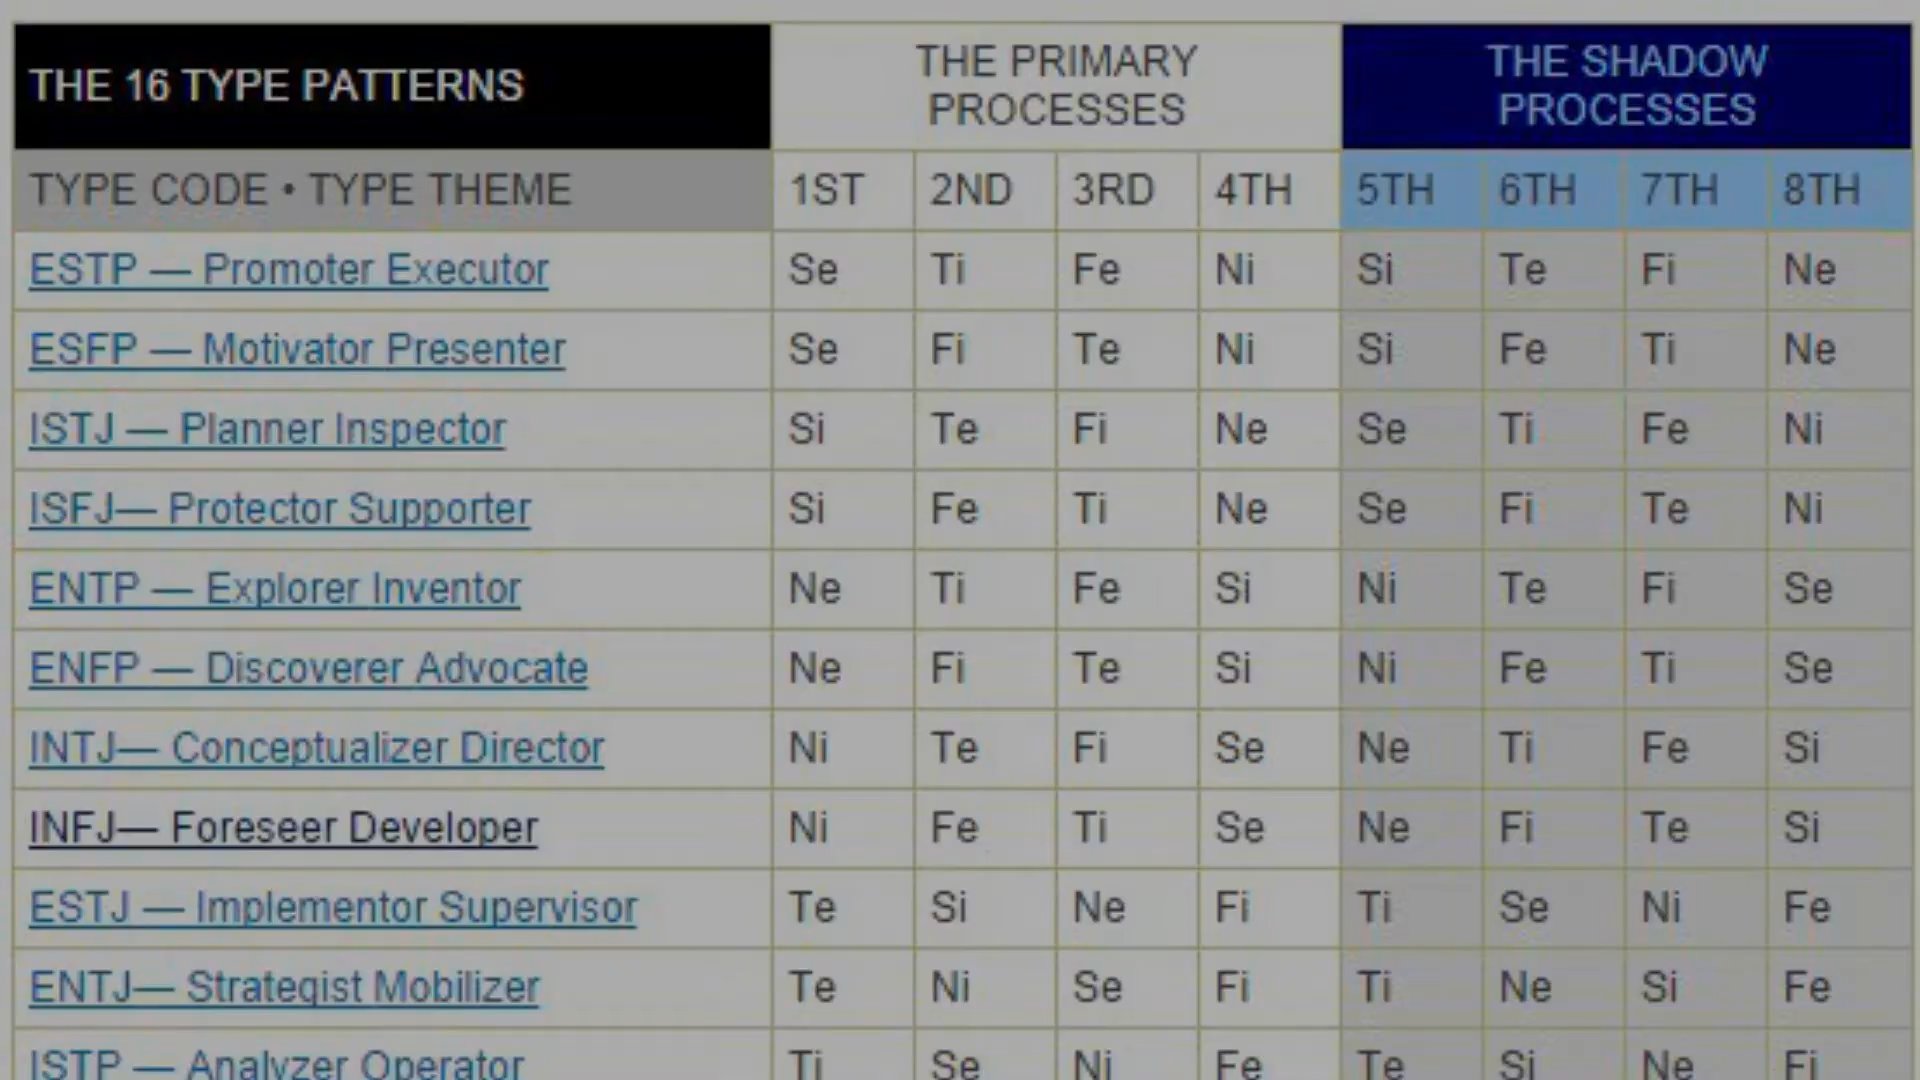 THE 16 TYPE PATTERNS THE PRIMARY PROCESSES THE SHADOW PROCESSES
TYPE CODE • TYPE THEME 1ST 2ND 3RD 4TH 5TH 6TH 7TH 8TH
ESTP — Promoter Executor Se Ti Fe Ni Si Te Fi Ne
ESFP — Motivator Presenter Se Fi Te Ni Si Fe Ti Ne
ISTJ — Planner Inspector Si Te Fi Ne Se Ti Fe Ni
ISFJ— Protector Supporter Si Fe Ti Ne Se Fi Te Ni
ENTP — Explorer Inventor Ne Ti Fe Si Ni Te Fi Se
ENFP — Discoverer Advocate Ne Fi Te Si Ni Fe Ti Se
INTJ— Conceptualizer Director Ni Te Fi Se Ne Ti Fe Si
INFJ— Foreseer Developer Ni Fe Ti Se Ne Fi Te Si
ESTJ — Implementor Supervisor Te Si Ne Fi Ti Se Ni Fe
ENTJ— Strategist Mobilizer Te Ni Se Fi Ti Ne Si Fe
ISTP — Analyzer Operator Ti Se Ni Fe Te Si Ne Fi